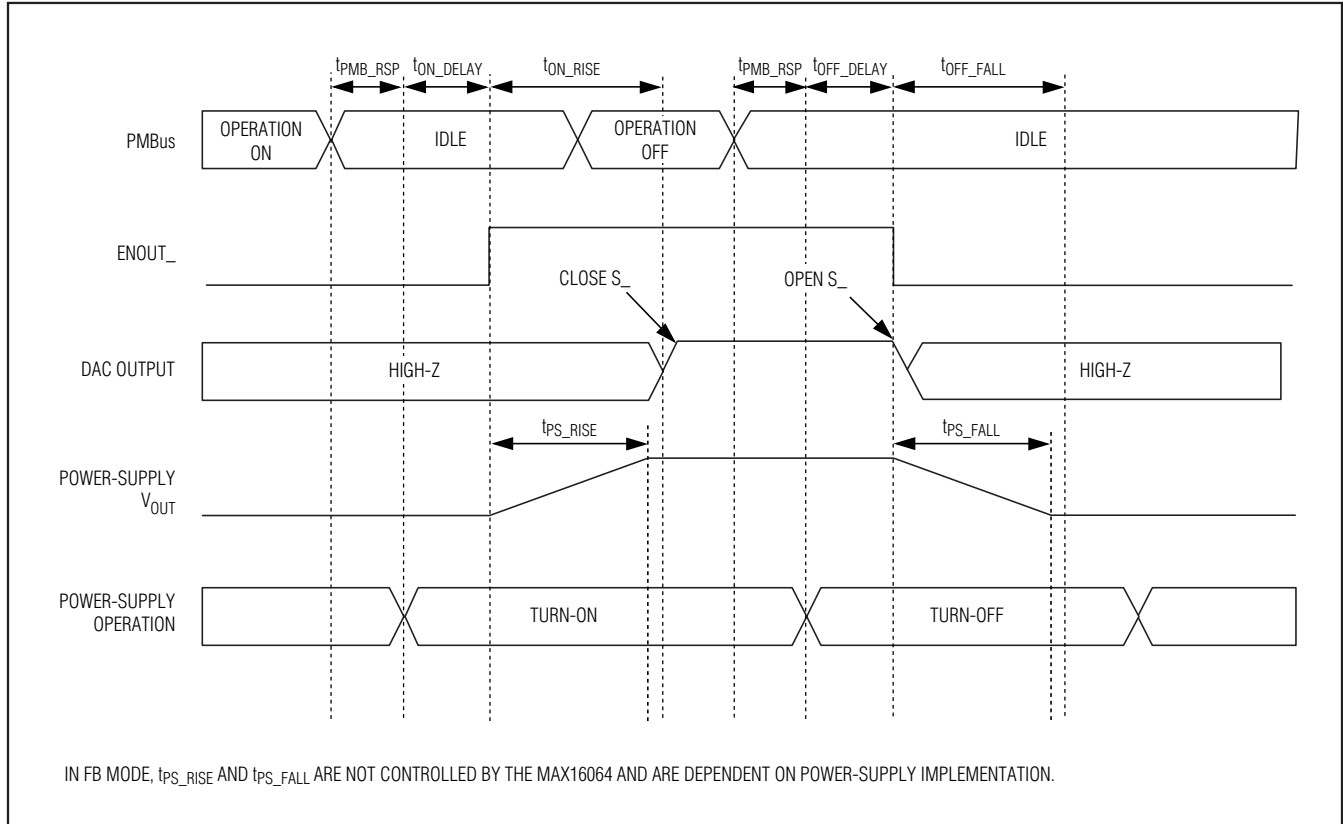 tPMB_RSP tON_DELAY tON_RISE tPMB_RSP tOFF_DELAY tOFF_FALL
PMBus
OPERATION
ON
IDLE
OPERATION
OFF
IDLE
ENOUT_
CLOSE S_
OPEN S_
DAC OUTPUT
HIGH-Z
HIGH-Z
tPS_RISE
tPS_FALL
POWER-SUPPLY
VOUT
POWER-SUPPLY
OPERATION
TURN-ON
TURN-OFF
IN FB MODE, tPS_RISE AND tPS_FALL ARE NOT CONTROLLED BY THE MAX16064 AND ARE DEPENDENT ON POWER-SUPPLY IMPLEMENTATION.